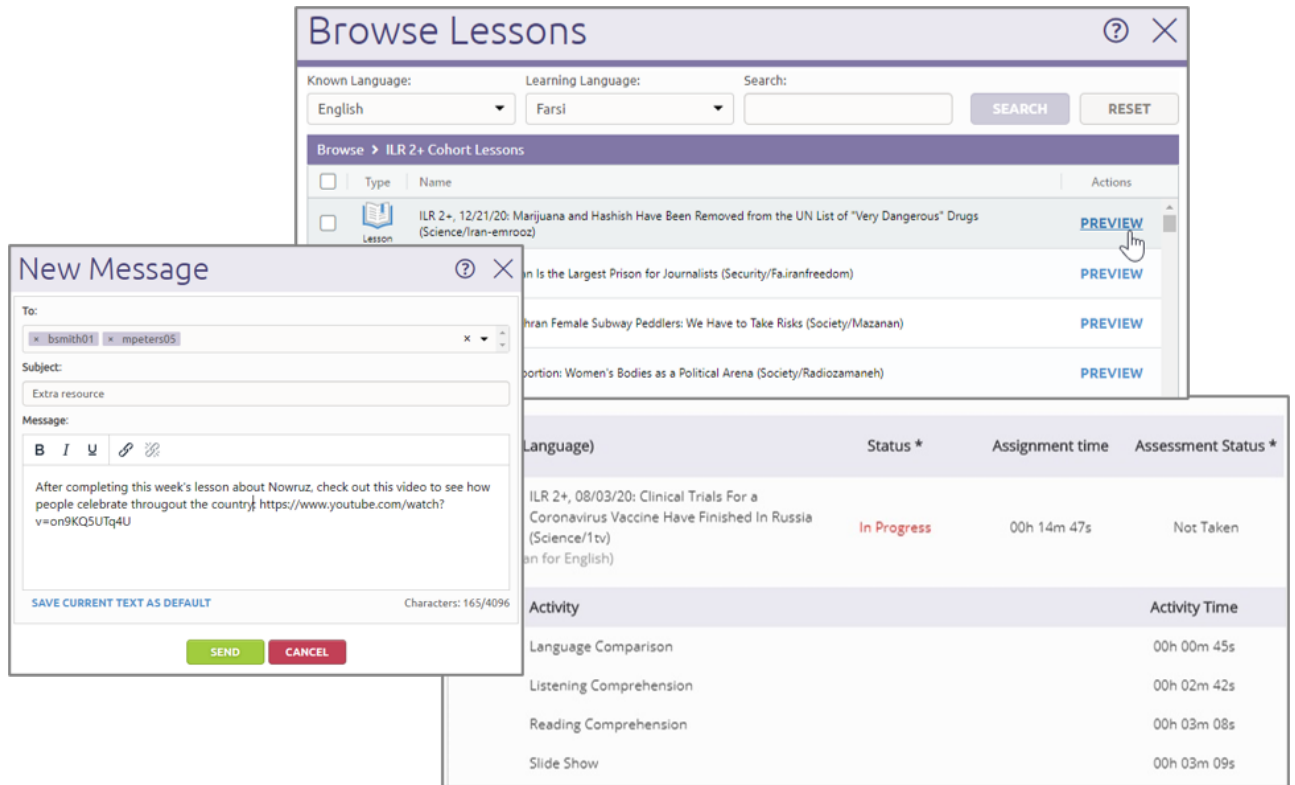 Browse Lessons
Known Language: Learning Language: Search:
English Farsi SEARCH RESET
Browse > ILR 2+ Cohort Lessons
Type Name Actions
ILR 2+, 12/21/20: Marijuana and Hashish Have Been Removed from the UN List of "Very Dangerous" Drugs
(Science/Iran-emrooz)
Lesson
PREVIEW
Is the Largest Prison for Journalists (Security/Fa.iranfreedom) PREVIEW
Female Subway Peddlers: We Have to Take Risks (Society/Mazanan) PREVIEW
Women's Bodies as a Political Arena (Society/Radiozamaneh) PREVIEW
New Message
To:
× bsmith01 × mpeters05 ×
Subject:
Extra resource
Message:
B I U
After completing this week's lesson about Nowruz, check out this video to see how
people celebrate througout the country: https://www.youtube.com/watch?
v=on9KQ5UTq4U
SAVE CURRENT TEXT AS DEFAULT Characters: 165/4096
SEND CANCEL
Language) Status * Assignment time Assessment Status *
ILR 2+, 08/03/20: Clinical Trials For a
Coronavirus Vaccine Have Finished In Russia
(Science/1tv)
for English)
In Progress 00h 14m 47s Not Taken
Activity Activity Time
Language Comparison 00h 00m 45s
Listening Comprehension 00h 02m 42s
Reading Comprehension 00h 03m 08s
Slide Show 00h 03m 09s